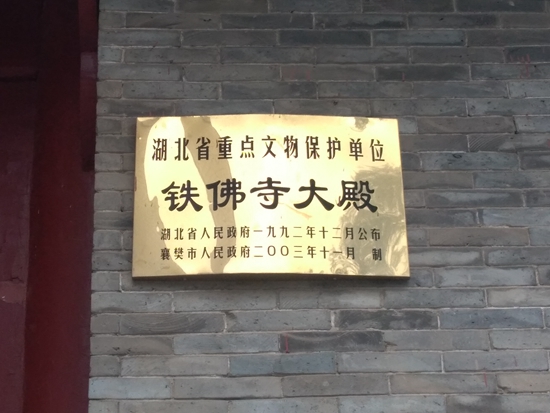 湖北省重点文物保护单位
铁佛寺大殿
湖北省人民政府一九九二年十二月公布
襄樊市人民政府二〇〇三年十一月 制